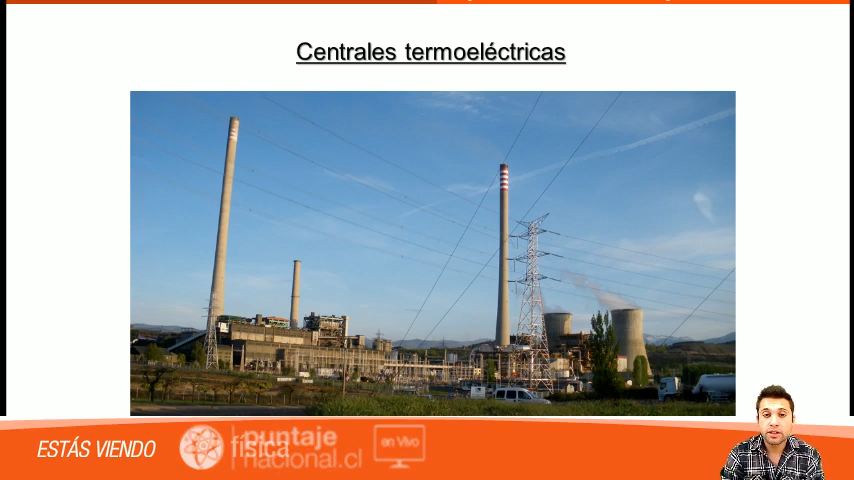 Centrales termoeléctricas
ESTÁS VIENDO
física
puntaje
nacional.cl
en Vivo